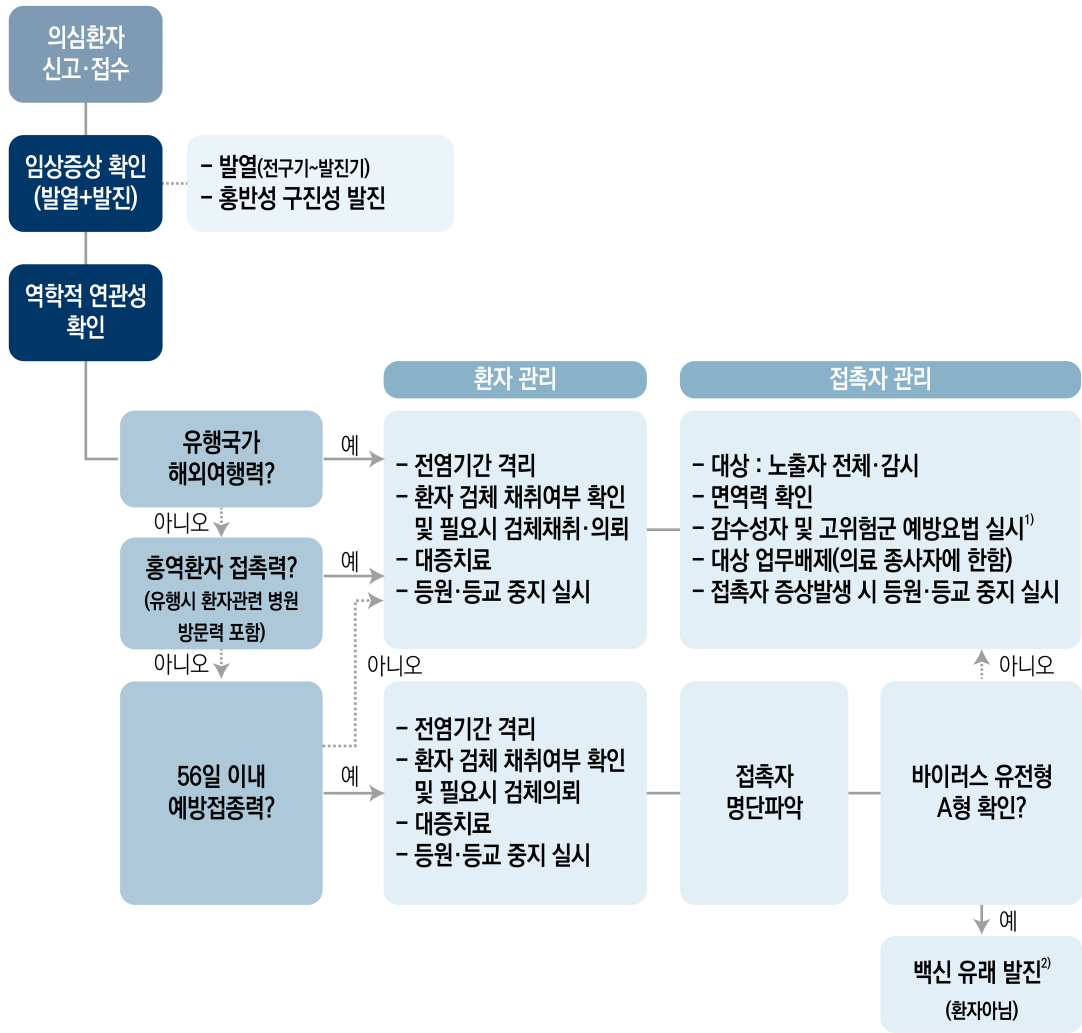 의심환자
신고·접수
임상증상 확인
(발열+발진)
- 발열(전구기~발진기)
- 홍반성 구진성 발진
역학적 연관성
확인
환자 관리
접촉자 관리
유행국가
해외여행력?
예
- 전염기간 격리
- 환자 검체 채취여부 확인
및 필요시 검체채취·의뢰
- 대증치료
- 등원·등교 중지 실시
- 대상 : 노출자 전체·감시
- 면역력 확인
- 감수성자 및 고위험군 예방요법 실시1)
- 대상 업무배제(의료 종사자에 한함)
- 접촉자 증상발생 시 등원·등교 중지 실시
아니오
홍역환자 접촉력?
(유행시 환자관련 병원
방문력 포함)
예
아니오
아니오
아니오
56일 이내
예방접종력?
예
- 전염기간 격리
- 환자 검체 채취여부 확인
및 필요시 검체의뢰
- 대증치료
- 등원·등교 중지 실시
접촉자
명단파악
바이러스 유전형
A형 확인?
예
백신 유래 발진2)
(환자아님)